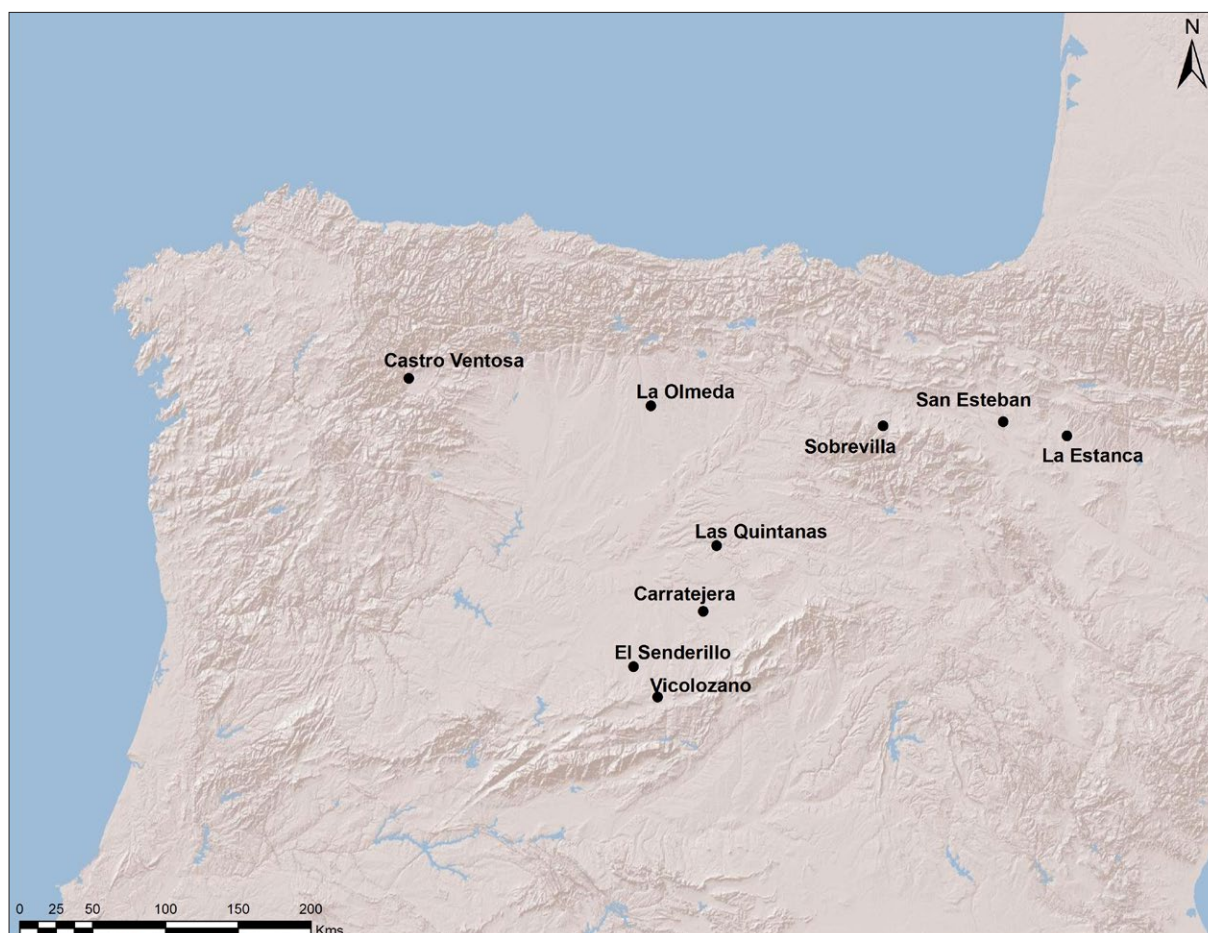 N
Castro Ventosa
La Olmeda
San Esteban
Sobrevilla
La Estanca
Las Quintanas
Carratejera
El Senderillo
Vicolozano
0 25 50 100 150 200
Kms